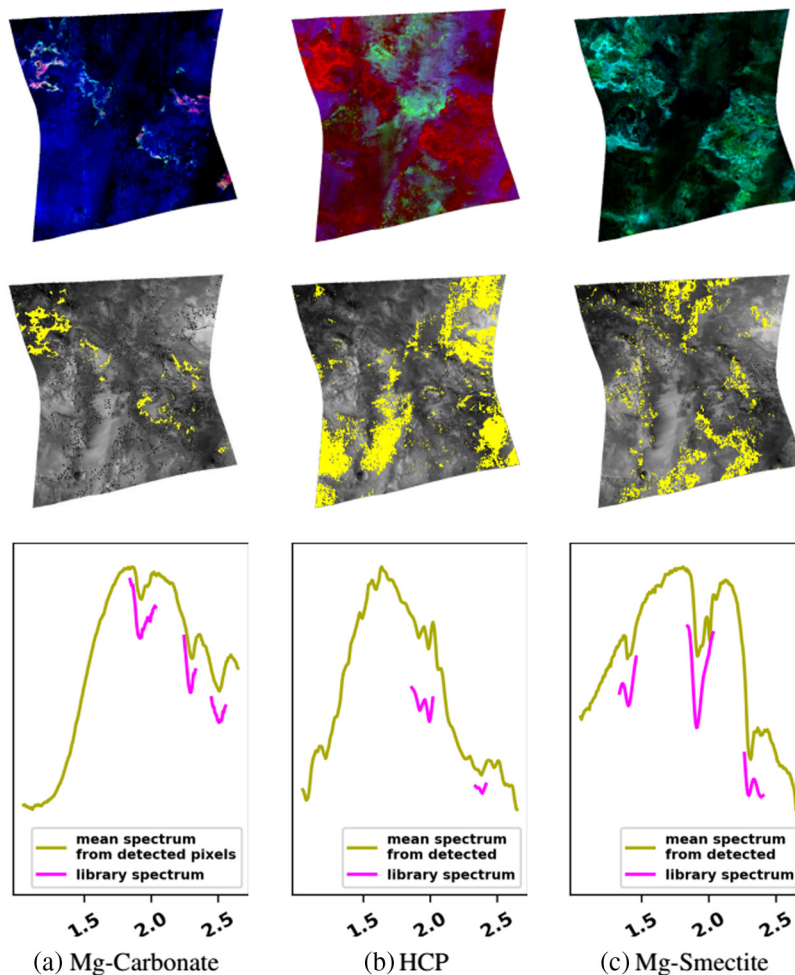 mean spectrum
from detected pixels
library spectrum
mean spectrum
from detected
library spectrum
mean spectrum
from detected
library spectrum
1.5 2.0 2.5
1.5 2.0 2.5
1.5 2.0 2.5
(a) Mg-Carbonate
(b) HCP
(c) Mg-Smectite